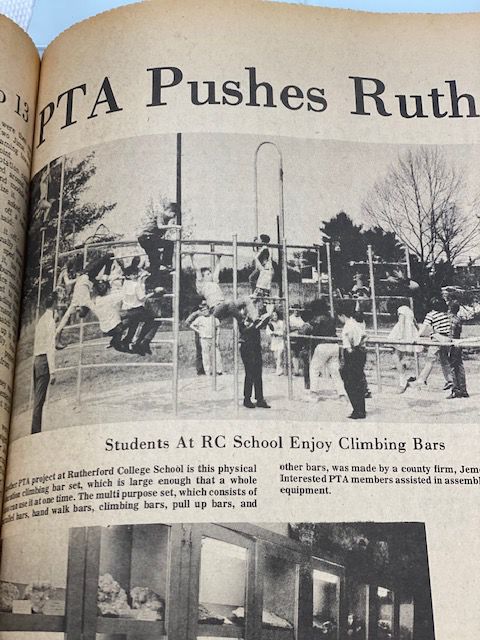 PTA Pushes Ruth
Students At RC School Enjoy Climbing Bars
PTA project at Rutherford College School is this physical
climbing bar set, which is large enough that a whole
can use it at one time. The multi purpose set, which consists of
bars, hand walk bars, climbing bars, pull up bars, and
other bars, was made by a county firm, Jem
Interested PTA members assisted in assembl
equipment.
13